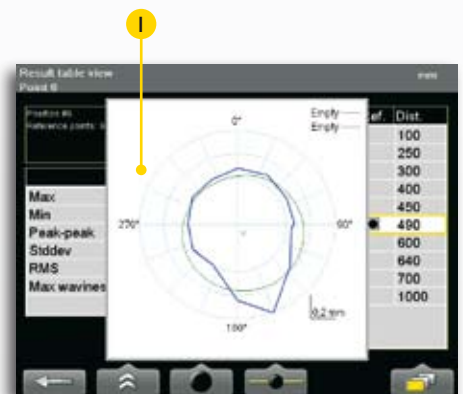 I
Result table view mm
Point 6
Position #6
Reference points:
Empty
Empty
0°
90°
180°
270°
0.2 mm
Max
Min
Peak-peak
Stddev
RMS
Max wavines
ef. Dist.
100
250
300
400
450
490
600
640
700
1000